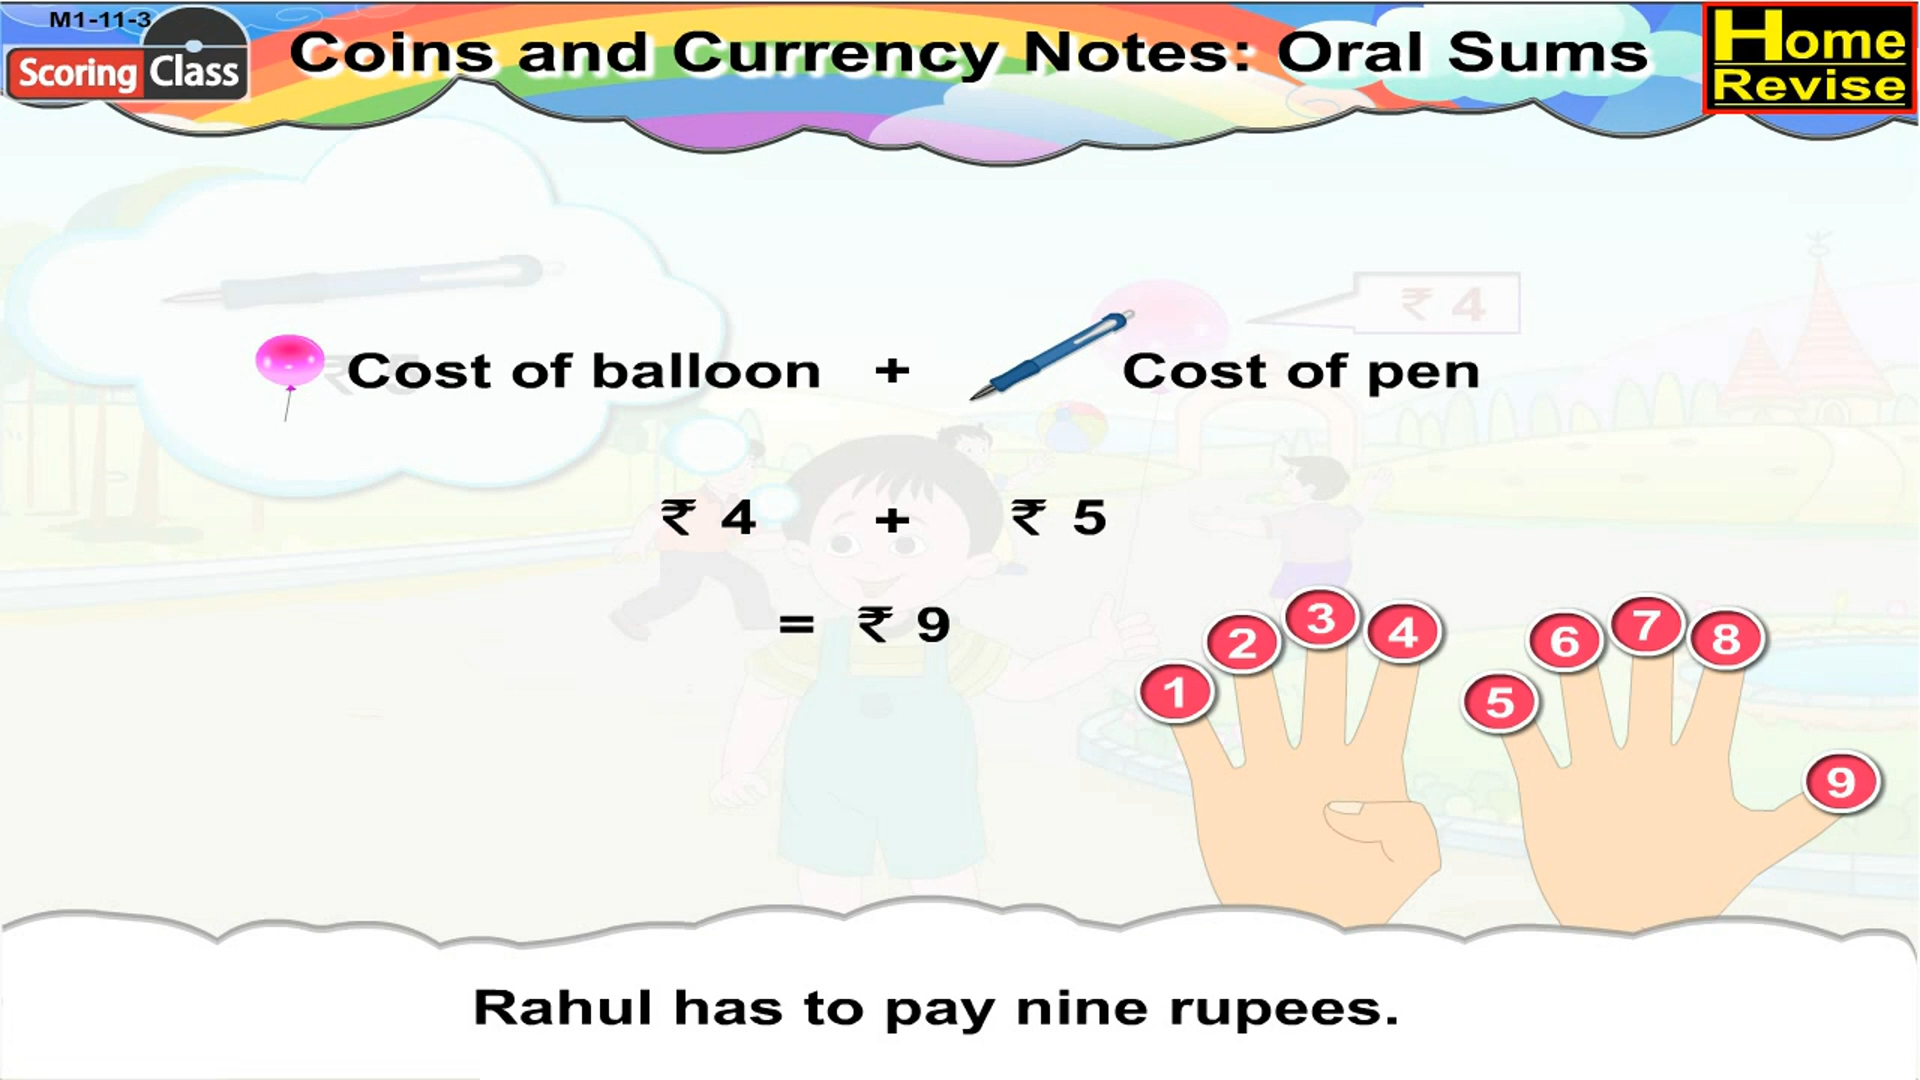 M1-11-3
Scoring Class
Coins and Currency Notes: Oral Sums
Home
Revise
₹ 4
₹ 5
Cost of balloon + Cost of pen
₹ 4 + ₹ 5
= ₹ 9
1 2 3 4 5 6 7 8 9
Rahul has to pay nine rupees.